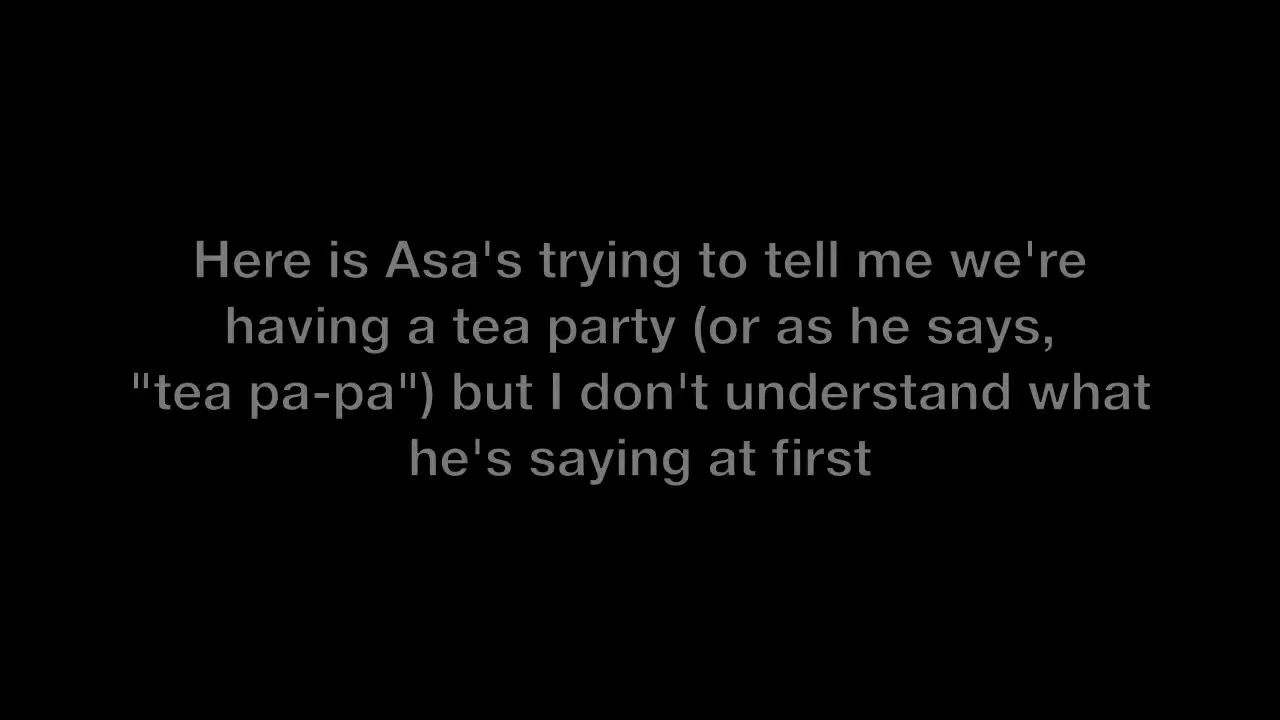 Here is Asa's trying to tell me we're
having a tea party (or as he says,
"tea pa-pa") but I don't understand what
he's saying at first